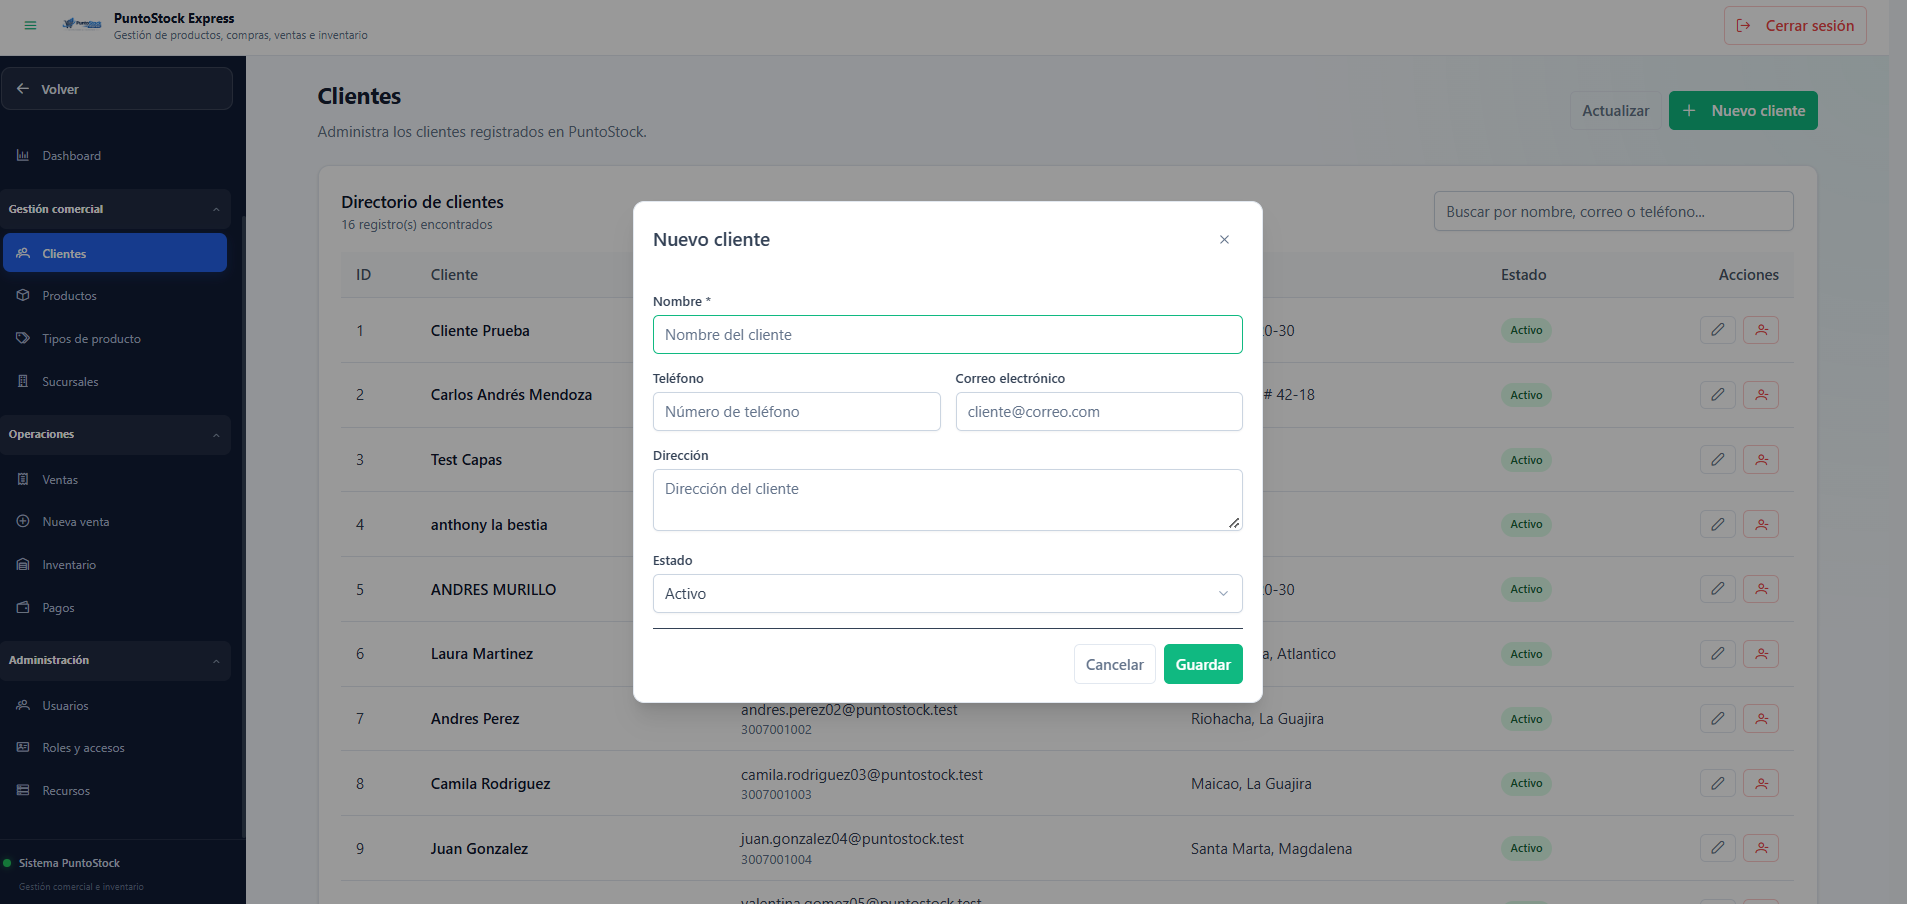 PuntoStock Express
Gestión de productos, compras, ventas e inventario
Cerrar sesión
Volver
Dashboard
Gestión comercial
Clientes
Productos
Tipos de producto
Sucursales
Operaciones
Ventas
Nueva venta
Inventario
Pagos
Administración
Usuarios
Roles y accesos
Recursos
Sistema PuntoStock
Gestión comercial e inventario
Clientes
Administra los clientes registrados en PuntoStock.
Actualizar
Nuevo cliente
Directorio de clientes
16 registro(s) encontrados
Buscar por nombre, correo o teléfono...
ID Cliente Estado Acciones
1 Cliente Prueba 0-30 Activo
2 Carlos Andrés Mendoza # 42-18 Activo
3 Test Capas Activo
4 anthony la bestia Activo
5 ANDRES MURILLO 0-30 Activo
6 Laura Martinez a, Atlantico Activo
7 Andres Perez andres.perez02@puntostock.test Riohacha, La Guajira Activo
3007001002
8 Camila Rodriguez camila.rodriguez03@puntostock.test Maicao, La Guajira Activo
3007001003
9 Juan Gonzalez juan.gonzalez04@puntostock.test Santa Marta, Magdalena Activo
3007001004
valentina.gomez05@puntostock.test
Nuevo cliente
Nombre *
Nombre del cliente
Teléfono Correo electrónico
Número de teléfono cliente@correo.com
Dirección
Dirección del cliente
Estado
Activo
Cancelar Guardar